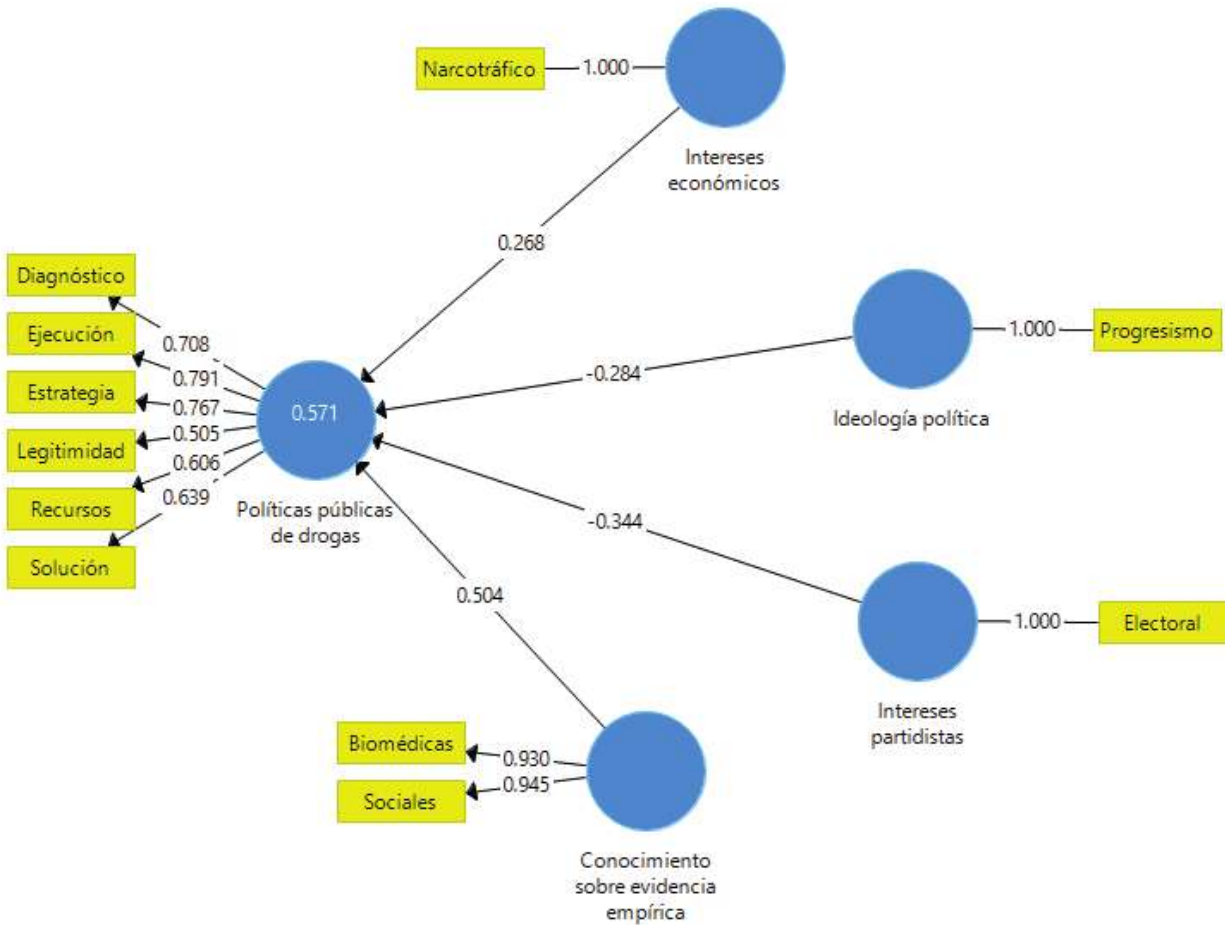 Narcotráfico
1.000
Intereses
económicos
0.268
Diagnóstico
Ejecución
Estrategia
Legitimidad
Recursos
Solución
0.708
0.791
0.767
0.505
0.606
0.639
0.571
Políticas públicas
de drogas
-0.284
1.000
Progresismo
Ideología política
-0.344
1.000
Electoral
Intereses
partidistas
0.504
Biomédicas
Sociales
0.930
0.945
Conocimiento
sobre evidencia
empírica